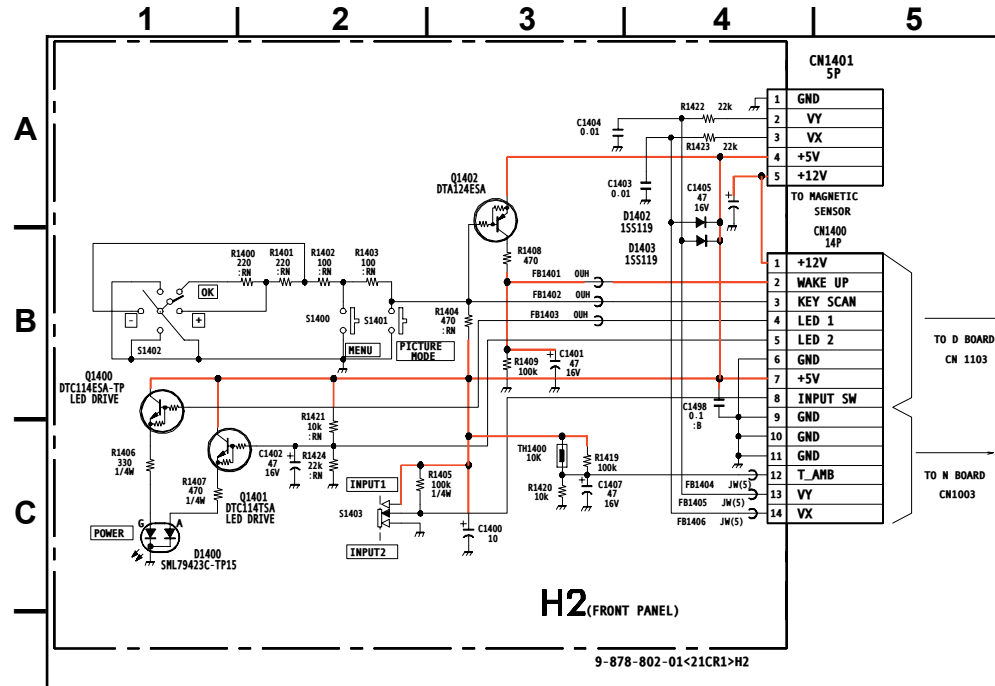 1 2 3 4 5
A
B
C
CN1401
5P
1 GND
2 VY
3 VX
4 +5V
5 +12V
TO MAGNETIC
SENSOR
CN1400
14P
1 +12V
2 WAKE UP
3 KEY SCAN
4 LED 1
5 LED 2
6 GND
7 +5V
8 INPUT SW
9 GND
10 GND
11 GND
12 T_AMB
13 VY
14 VX
TO D BOARD
CN 1103
TO N BOARD
CN1003
R1422 22k
C1404
0.01
R1423 22k
C1403
0.01
C1405
47
16V
+
D1402
1SS119
D1403
1SS119
Q1402
DTA124ESA
R1408
470
FB1401 0UH
FB1402 0UH
FB1403 0UH
R1400
220
:RN
R1401
220
:RN
R1402
100
:RN
R1403
100
:RN
OK
-
+
S1402
S1400
S1401
MENU
PICTURE
MODE
R1404
470
:RN
R1409
100k
C1401
47
16V
+
Q1400
DTC114ESA-TP
LED DRIVE
C1498
0.1
:B
R1421
10k
:RN
R1406
330
1/4W
R1407
470
1/4W
C1402
47
16V
+
R1424
22k
:RN
Q1401
DTC114TSA
LED DRIVE
INPUT1
R1405
100k
1/4W
S1403
INPUT2
C1400
10
+
TH1400
10K
R1419
100k
R1420
10k
C1407
47
16V
+
FB1404 JW(5)
FB1405 JW(5)
FB1406 JW(5)
POWER
G A
D1400
SML79423C-TP15
H2(FRONT PANEL)
9-878-802-01<21CR1>H2